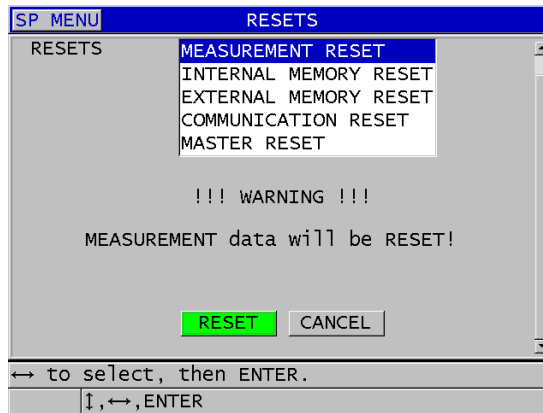 SP MENU RESETS
RESETS
MEASUREMENT RESET
INTERNAL MEMORY RESET
EXTERNAL MEMORY RESET
COMMUNICATION RESET
MASTER RESET
!!! WARNING !!!
MEASUREMENT data will be RESET!
RESET CANCEL
↔ to select, then ENTER.
↕,↔,ENTER